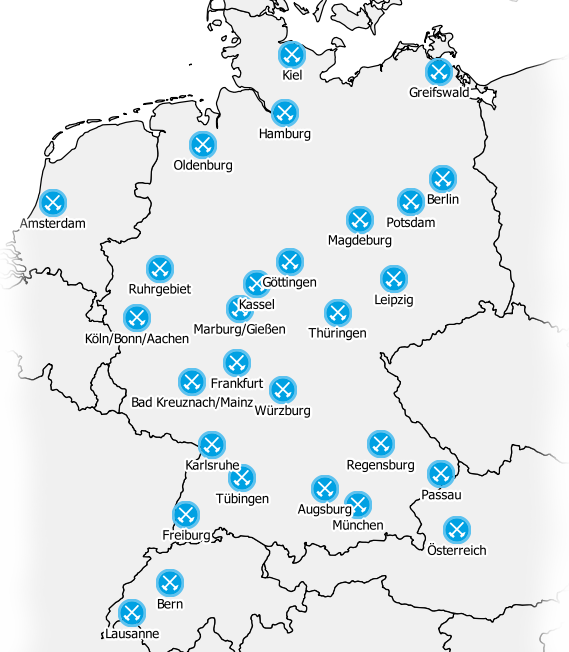 Kiel
Greifswald
Hamburg
Oldenburg
Berlin
Amsterdam
Potsdam
Magdeburg
Göttingen
Ruhrgebiet
Leipzig
Kassel
Marburg/Gießen
Thüringen
Köln/Bonn/Aachen
Frankfurt
Bad Kreuznach/Mainz
Würzburg
Karlsruhe
Regensburg
Tübingen
Passau
Augsburg
München
Freiburg
Österreich
Bern
Lausanne